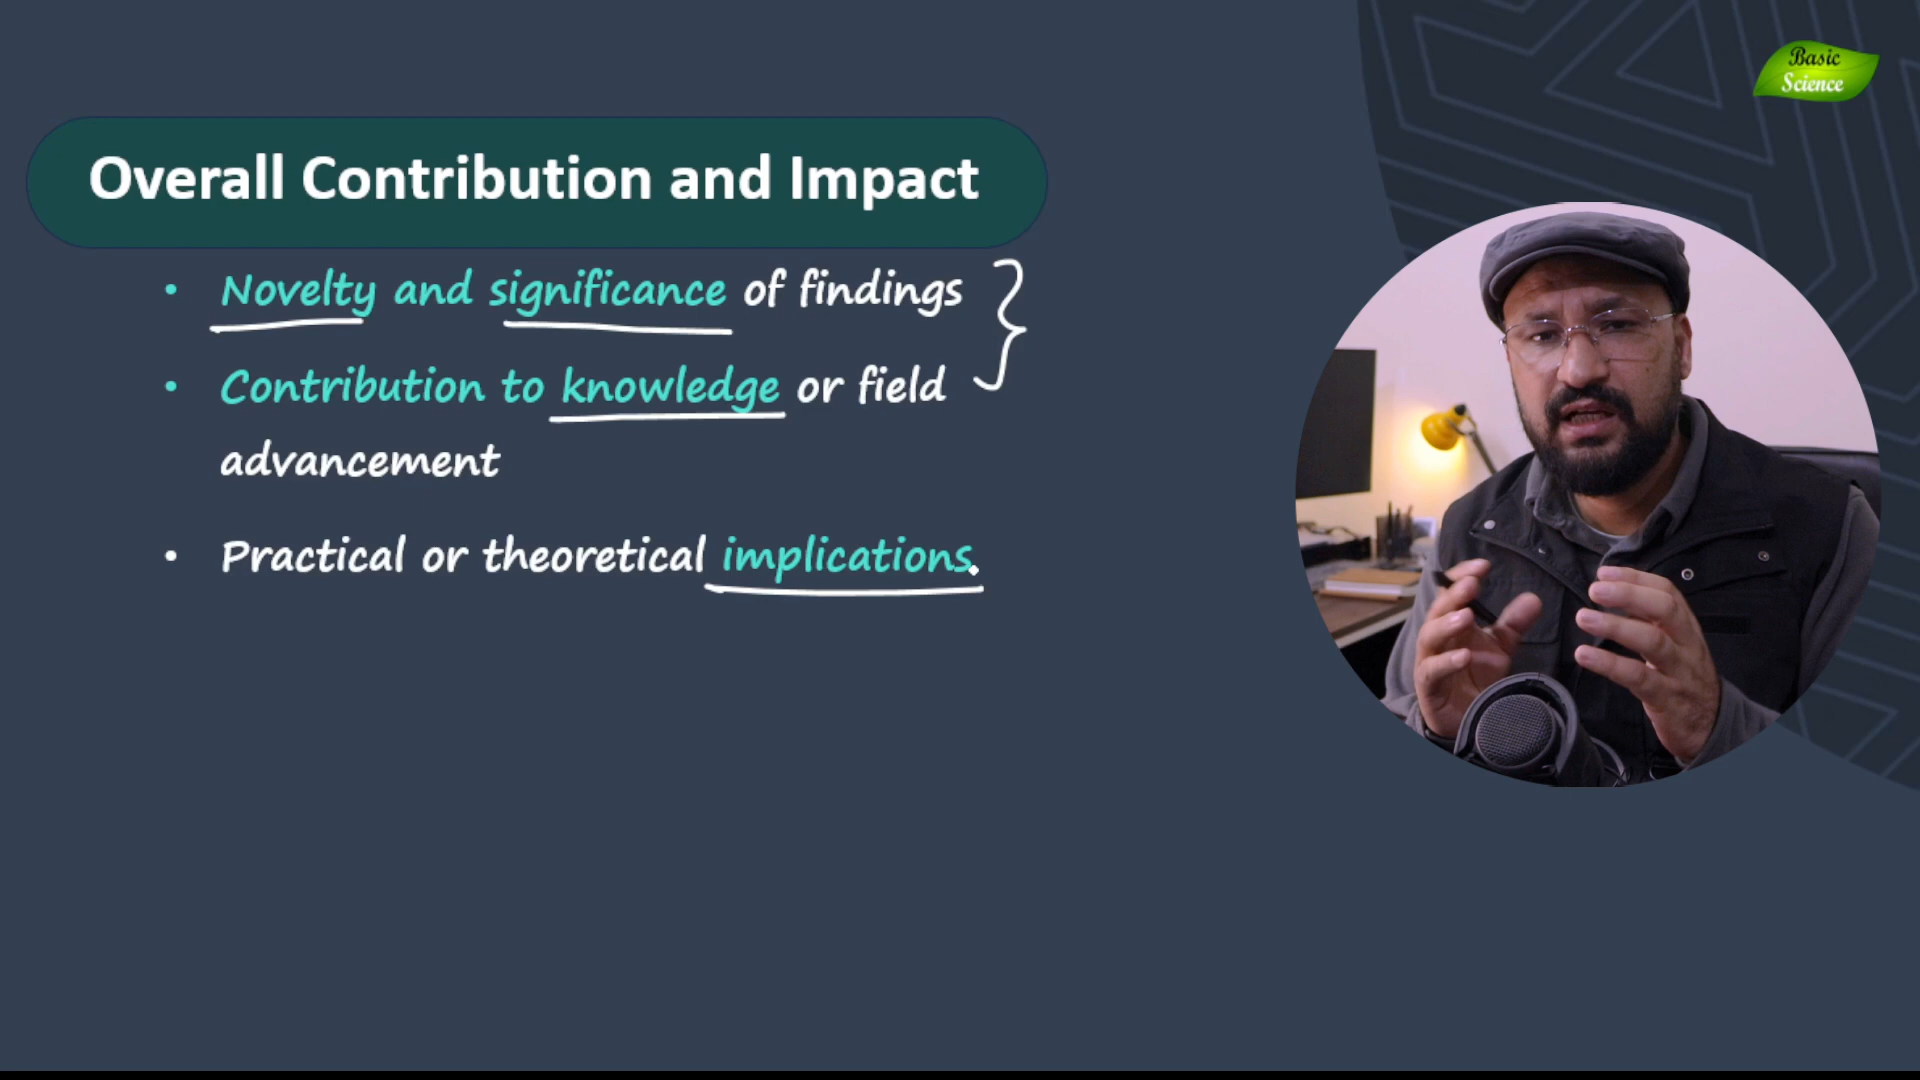 Basic
Science
Overall Contribution and Impact
• Novelty and significance of findings
• Contribution to knowledge or field
advancement
• Practical or theoretical implications.